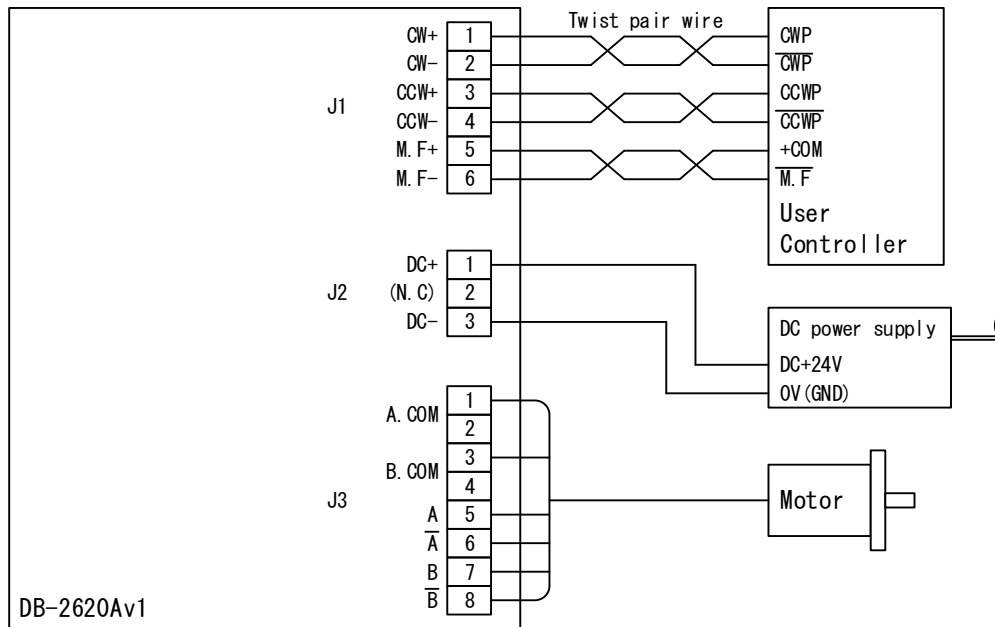 Twist pair wire
CW+ 1 CWP
CW- 2 C̅W̅P̅
CCW+ 3 CCWP
CCW- 4 C̅C̅W̅P̅
J1
M.F+ 5 +COM
M.F- 6 M̅.̅F̅
User
Controller
DC+ 1
J2 (N.C) 2
DC- 3
DC power supply
DC+24V
0V(GND)
1
A.COM
2
3
B.COM
4
J3
A 5
A̅ 6
B 7
B̅ 8
Motor
DB-2620Av1